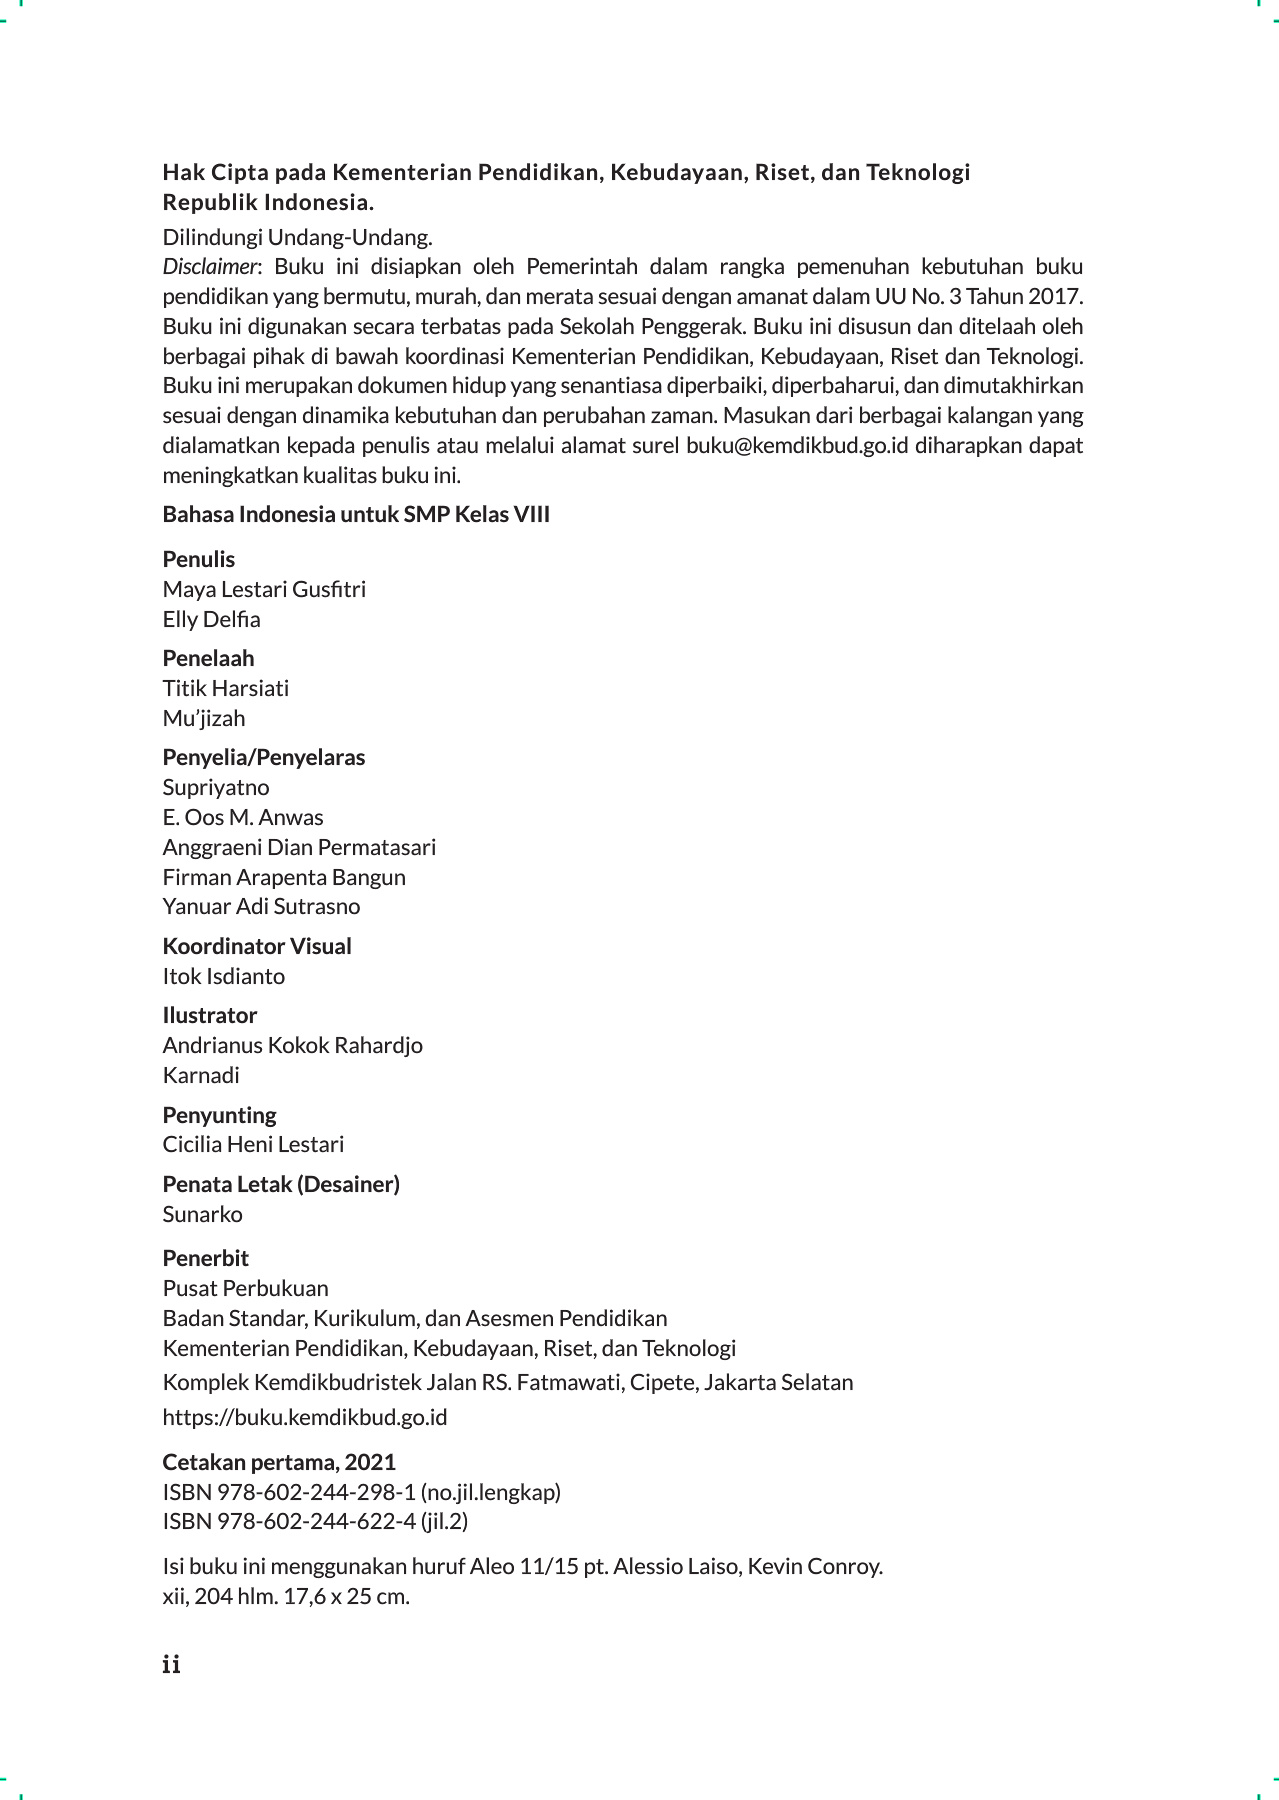 Hak Cipta pada Kementerian Pendidikan, Kebudayaan, Riset, dan Teknologi
Republik Indonesia.
Dilindungi Undang-Undang.
Disclaimer: Buku ini disiapkan oleh Pemerintah dalam rangka pemenuhan kebutuhan buku
pendidikan yang bermutu, murah, dan merata sesuai dengan amanat dalam UU No. 3 Tahun 2017.
Buku ini digunakan secara terbatas pada Sekolah Penggerak. Buku ini disusun dan ditelaah oleh
berbagai pihak di bawah koordinasi Kementerian Pendidikan, Kebudayaan, Riset dan Teknologi.
Buku ini merupakan dokumen hidup yang senantiasa diperbaiki, diperbaharui, dan dimutakhirkan
sesuai dengan dinamika kebutuhan dan perubahan zaman. Masukan dari berbagai kalangan yang
dialamatkan kepada penulis atau melalui alamat surel buku@kemdikbud.go.id diharapkan dapat
meningkatkan kualitas buku ini.
Bahasa Indonesia untuk SMP Kelas VIII
Penulis
Maya Lestari Gusfitri
Elly Delfia
Penelaah
Titik Harsiati
Mu’jizah
Penyelia/Penyelaras
Supriyatno
E. Oos M. Anwas
Anggraeni Dian Permatasari
Firman Arapenta Bangun
Yanuar Adi Sutrasno
Koordinator Visual
Itok Isdianto
Ilustrator
Andrianus Kokok Rahardjo
Karnadi
Penyunting
Cicilia Heni Lestari
Penata Letak (Desainer)
Sunarko
Penerbit
Pusat Perbukuan
Badan Standar, Kurikulum, dan Asesmen Pendidikan
Kementerian Pendidikan, Kebudayaan, Riset, dan Teknologi
Komplek Kemdikbudristek Jalan RS. Fatmawati, Cipete, Jakarta Selatan
https://buku.kemdikbud.go.id
Cetakan pertama, 2021
ISBN 978-602-244-298-1 (no.jil.lengkap)
ISBN 978-602-244-622-4 (jil.2)
Isi buku ini menggunakan huruf Aleo 11/15 pt. Alessio Laiso, Kevin Conroy.
xii, 204 hlm. 17,6 x 25 cm.
ii